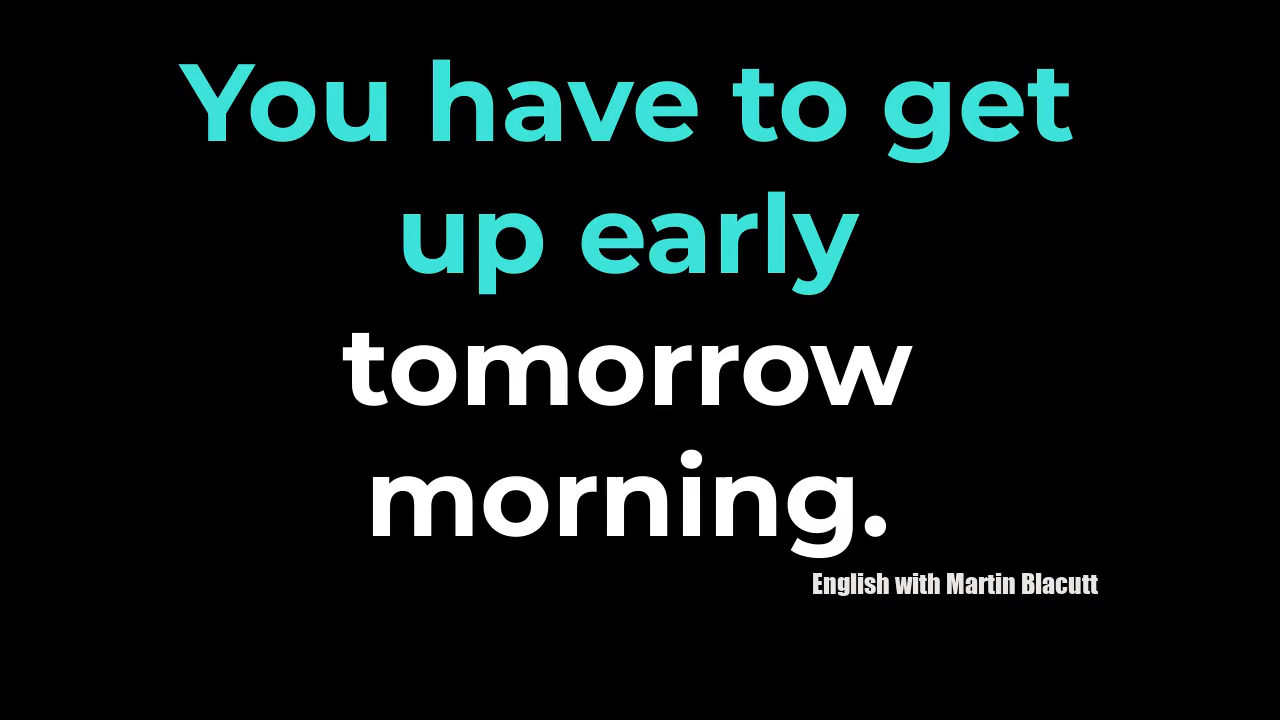 You have to get
up early
tomorrow
morning.
English with Martin Blacutt